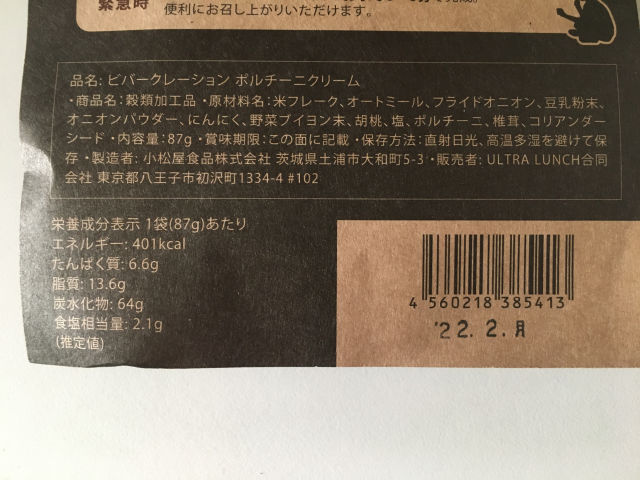 緊急時
便利にお召し上がりいただけます。
品名: ビバークレーション ポルチーニクリーム
・商品名：穀類加工品 ・原材料名：米フレーク、オートミール、フライドオニオン、豆乳粉末、
オニオンパウダー、にんにく、野菜ブイヨン末、胡桃、塩、ポルチーニ、椎茸、コリアンダー
シード ・内容量：87g ・賞味期限：この面に記載 ・保存方法：直射日光、高温多湿を避けて保
存 ・製造者: 小松屋食品株式会社 茨城県土浦市大和町5-3 ・販売者: ULTRA LUNCH合同
会社 東京都八王子市初沢町1334-4 #102
栄養成分表示 1袋(87g)あたり
エネルギー: 401kcal
たんぱく質: 6.6g
脂質: 13.6g
炭水化物: 64g
食塩相当量: 2.1g
(推定値)
4 560218 385413
'22.2.月